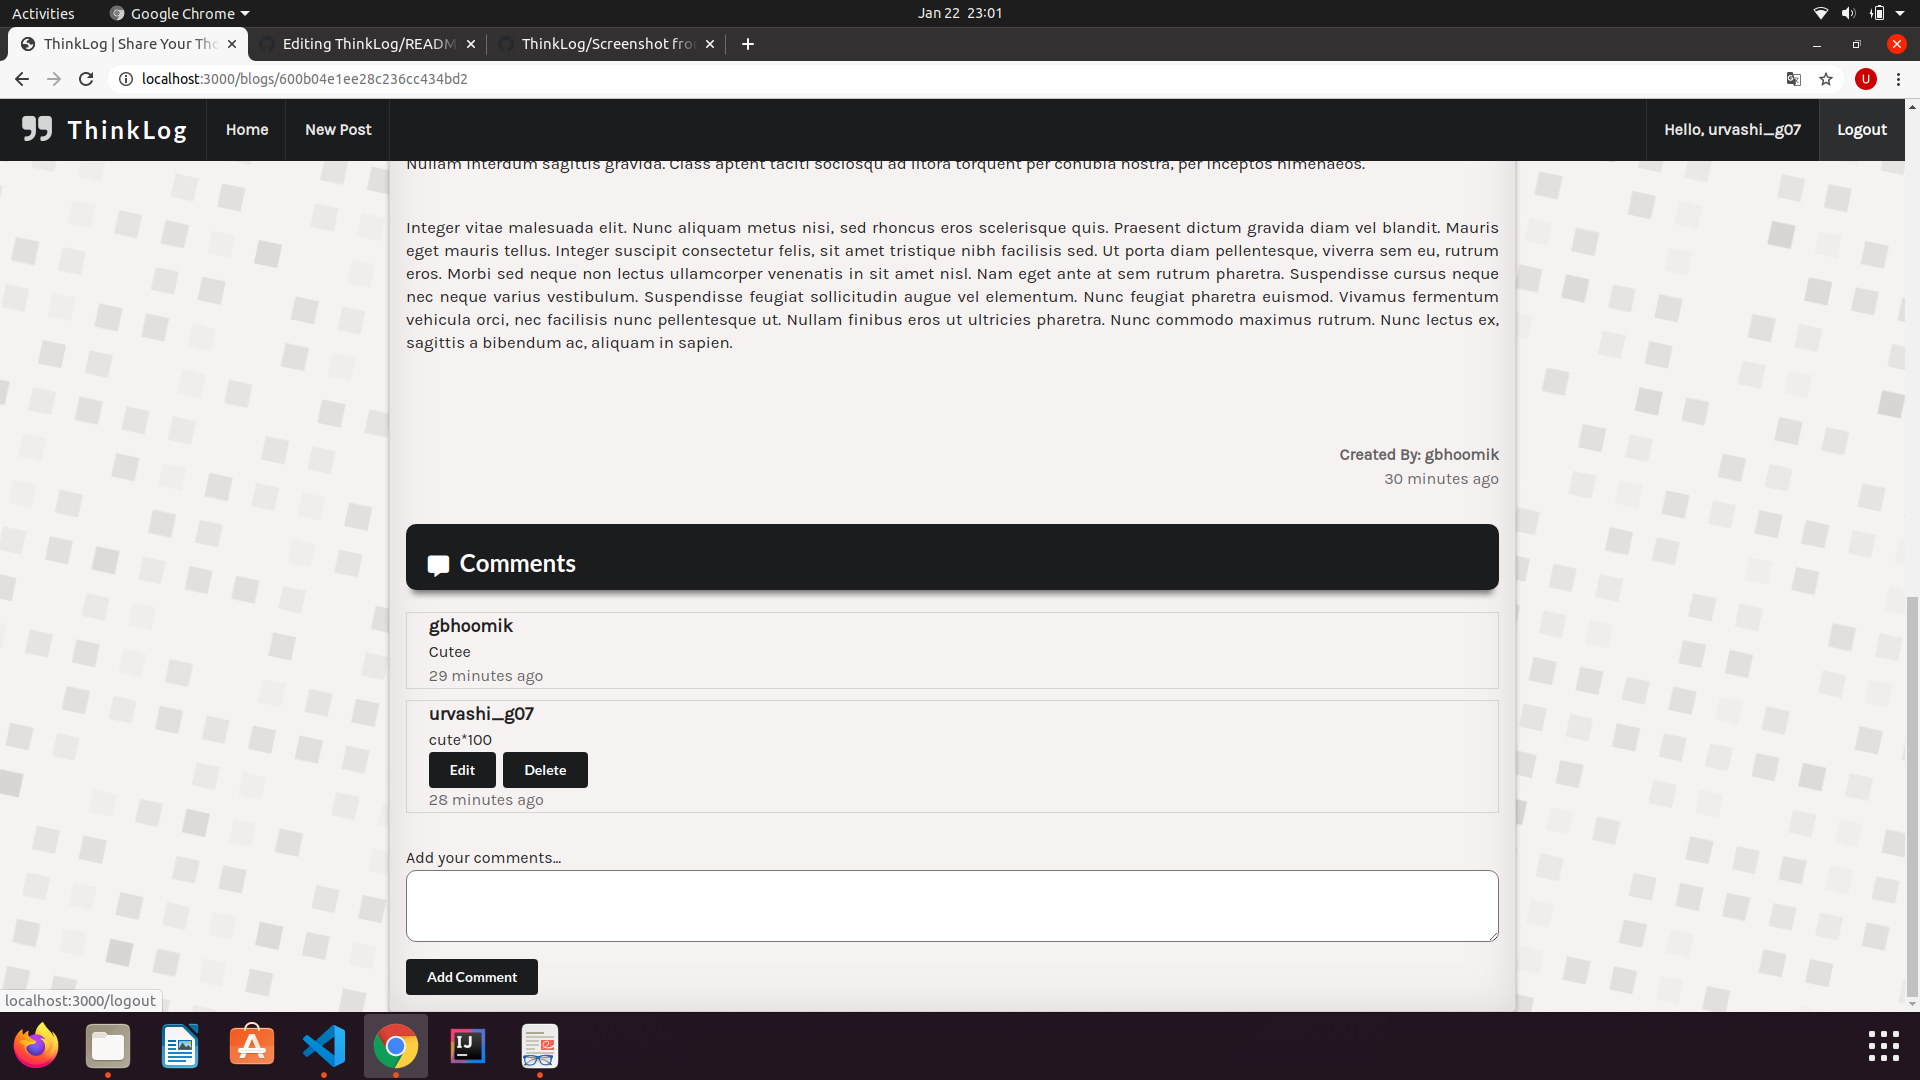 Activities
Google Chrome
Jan 22 23:01
ThinkLog | Share Your Tho
Editing ThinkLog/READM
ThinkLog/Screenshot fro
localhost:3000/blogs/600b04e1ee28c236cc434bd2
U
ThinkLog
Home
New Post
Hello, urvashi_g07
Logout
Nullam interdum sagittis gravida. Class aptent taciti sociosqu ad litora torquent per conubia nostra, per inceptos himenaeos.
Integer vitae malesuada elit. Nunc aliquam metus nisi, sed rhoncus eros scelerisque quis. Praesent dictum gravida diam vel blandit. Mauris
eget mauris tellus. Integer suscipit consectetur felis, sit amet tristique nibh facilisis sed. Ut porta diam pellentesque, viverra sem eu, rutrum
eros. Morbi sed neque non lectus ullamcorper venenatis in sit amet nisl. Nam eget ante at sem rutrum pharetra. Suspendisse cursus neque
nec neque varius vestibulum. Suspendisse feugiat sollicitudin augue vel elementum. Nunc feugiat pharetra euismod. Vivamus fermentum
vehicula orci, nec facilisis nunc pellentesque ut. Nullam finibus eros ut ultricies pharetra. Nunc commodo maximus rutrum. Nunc lectus ex,
sagittis a bibendum ac, aliquam in sapien.
Created By: gbhoomik
30 minutes ago
Comments
gbhoomik
Cutee
29 minutes ago
urvashi_g07
cute*100
Edit
Delete
28 minutes ago
Add your comments...
Add Comment
localhost:3000/logout
IJ